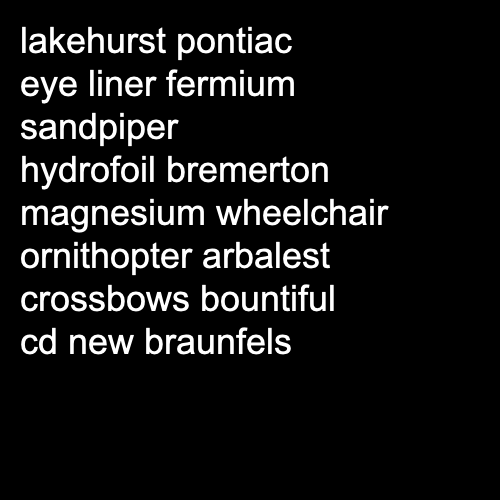 lakehurst pontiac
eye liner fermium
sandpiper
hydrofoil bremerton
magnesium wheelchair
ornithopter arbalest
crossbows bountiful
cd new braunfels